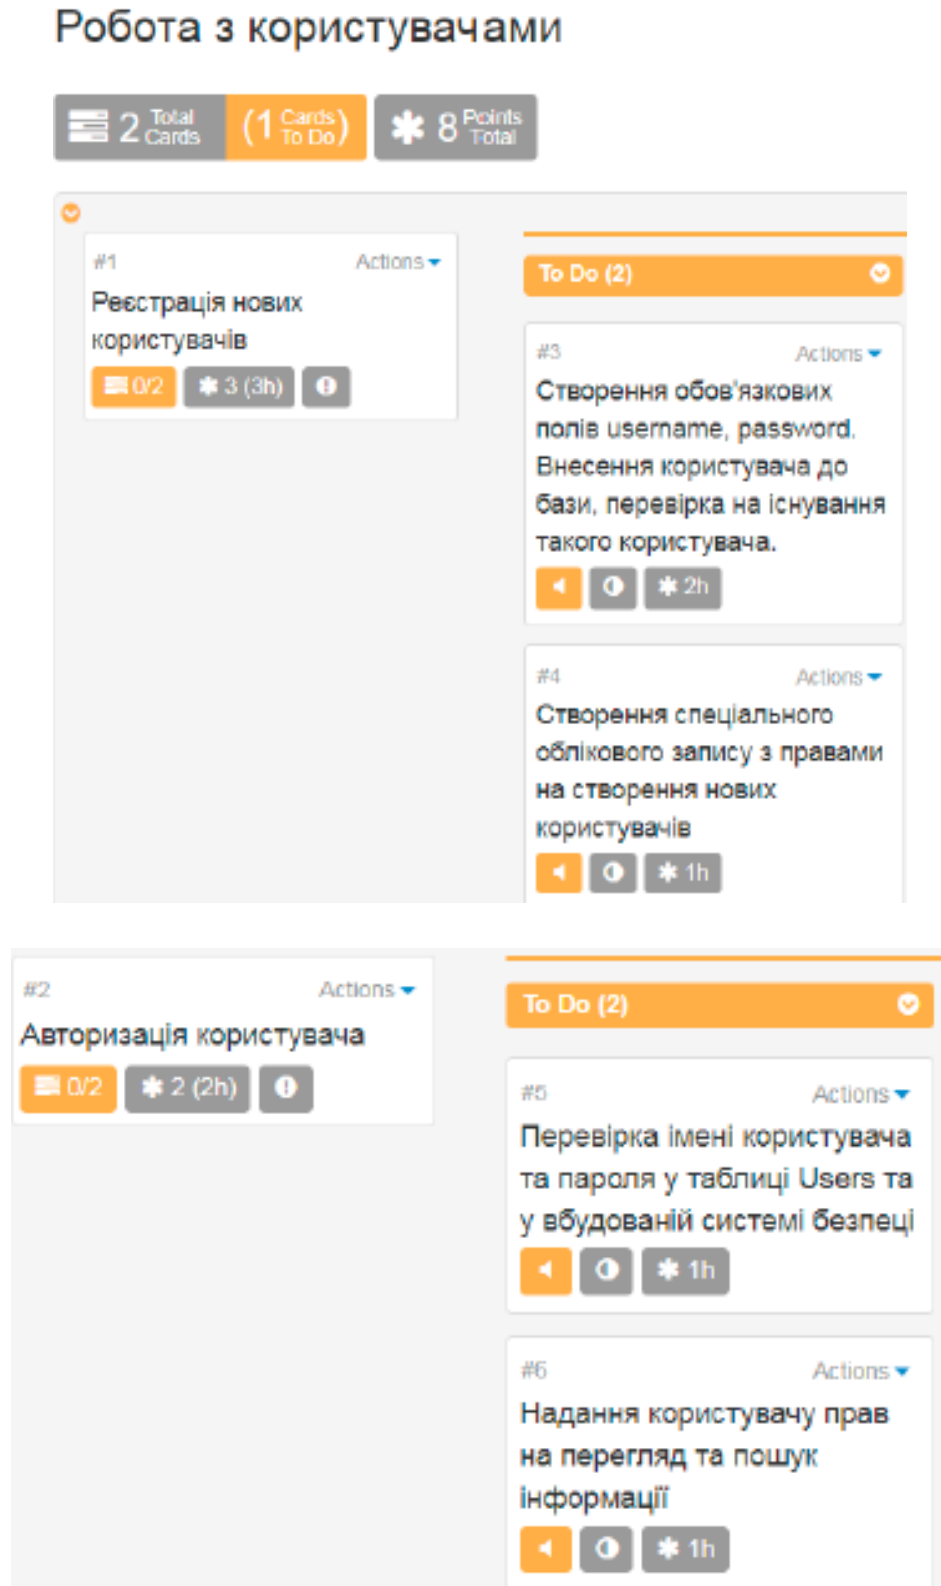 Робота з користувачами
2 Total Cards (1 Cards To Do) 8 Points Total
#1 Actions
Реєстрація нових
користувачів
0/2 3 (3h)
To Do (2)
#3 Actions
Створення обов'язкових
полів username, password.
Внесення користувача до
бази, перевірка на існування
такого користувача.
2h
#4 Actions
Створення спеціального
облікового запису з правами
на створення нових
користувачів
1h
#2 Actions
Авторизація користувача
0/2 2 (2h)
To Do (2)
#5 Actions
Перевірка імені користувача
та пароля у таблиці Users та
у вбудованій системі безпеці
1h
#6 Actions
Надання користувачу прав
на перегляд та пошук
інформації
1h